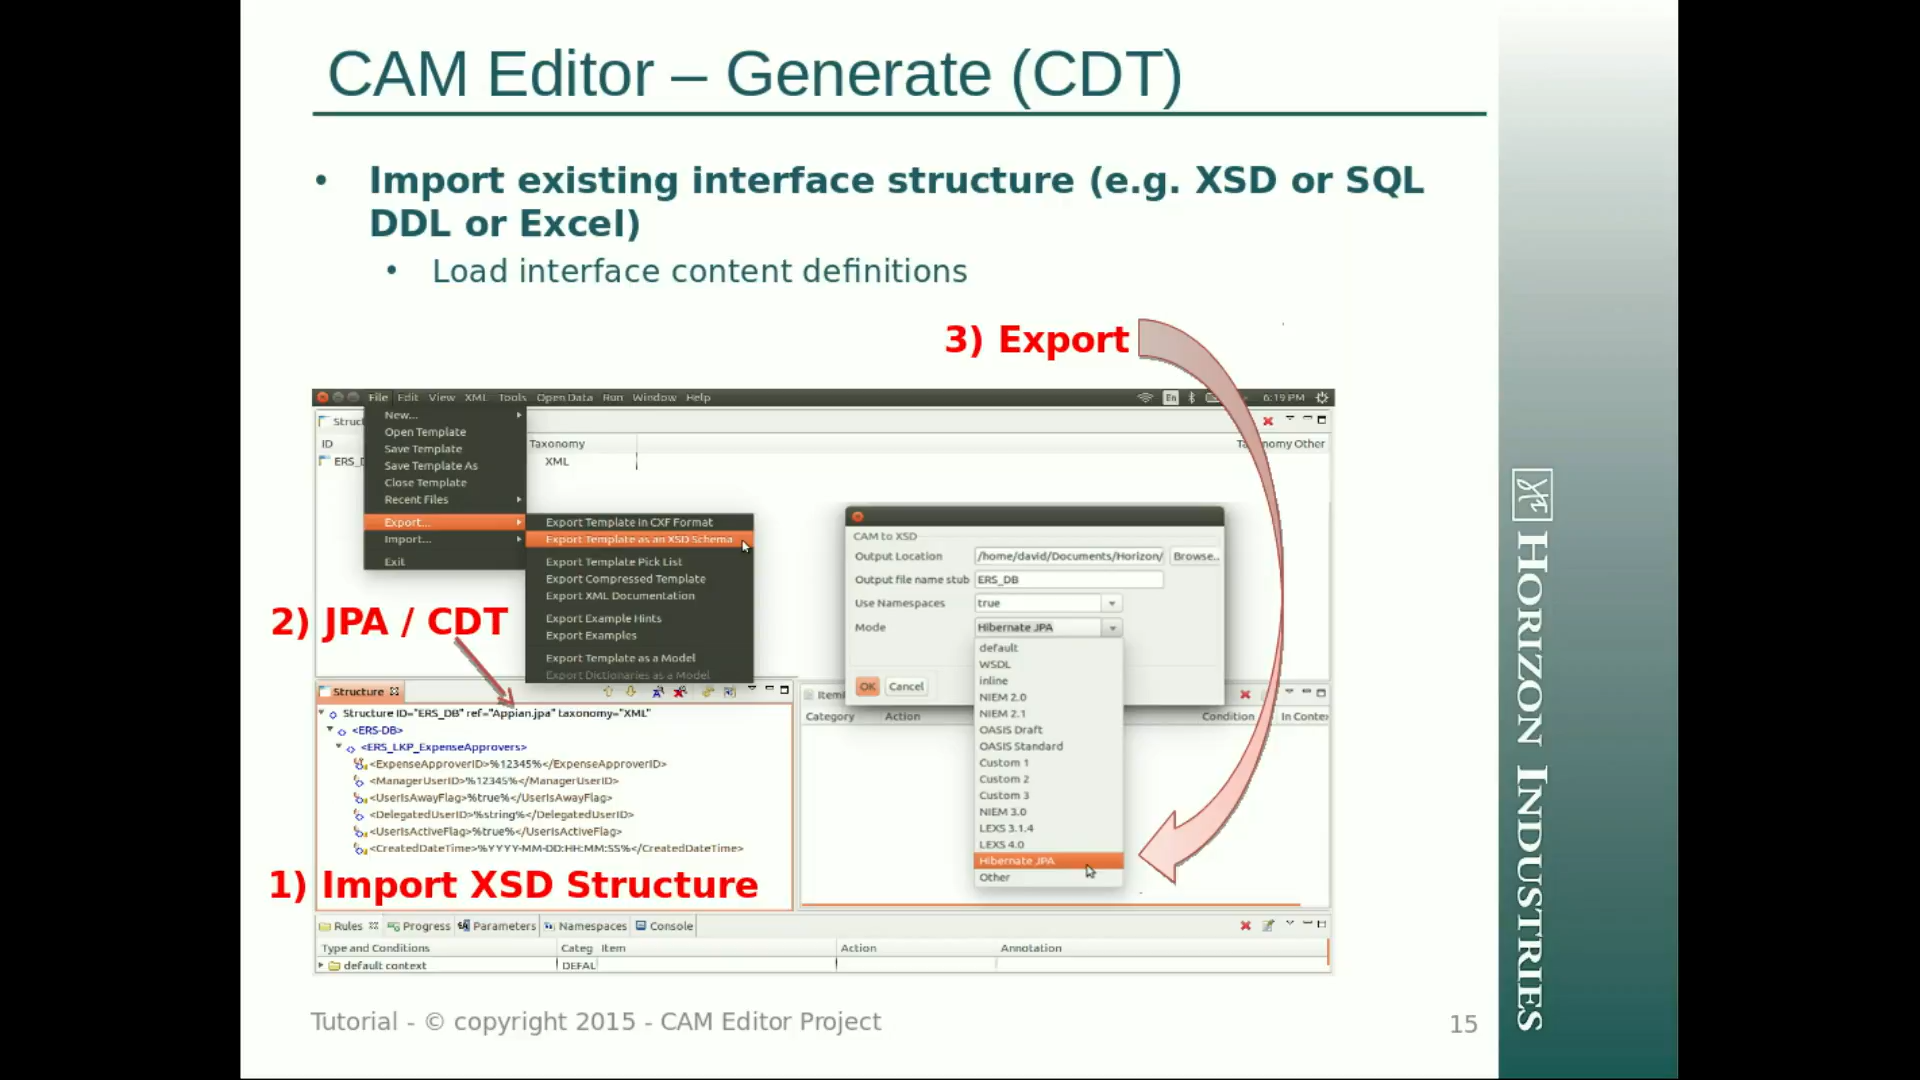 CAM Editor – Generate (CDT)
• Import existing interface structure (e.g. XSD or SQL
DDL or Excel)
• Load interface content definitions
3) Export
File Edit View XML Tools Open Data Run Window Help
En
6:19 PM
New...
Open Template
Save Template
Save Template As
Close Template
Recent Files
Export...
Import...
Exit
ID
Taxonomy
XML
Other
Export Template in CXF Format
Export Template as an XSD Schema
Export Template Pick List
Export Compressed Template
Export XML Documentation
Export Example Hints
Export Examples
Export Template as a Model
Export Dictionaries as a Model
CAM to XSD
Output Location /home/david/Documents/Horizon/ Browse..
Output file name stub ERS_DB
Use Namespaces true
Mode Hibernate JPA
default
WSDL
inline
NIEM 2.0
NIEM 2.1
OASIS Draft
OASIS Standard
Custom 1
Custom 2
Custom 3
NIEM 3.0
LEXS 3.1.4
LEXS 4.0
Hibernate JPA
Other
OK Cancel
2) JPA / CDT
Structure
Structure ID="ERS_DB" ref="Appian.jpa" taxonomy="XML"
<ERS-DB>
<ERS_LKP_ExpenseApprovers>
<ExpenseApproverID>%12345%</ExpenseApproverID>
<ManagerUserID>%12345%</ManagerUserID>
<UserIsAwayFlag>%true%</UserIsAwayFlag>
<DelegatedUserID>%string%</DelegatedUserID>
<UserIsActiveFlag>%true%</UserIsActiveFlag>
<CreatedDateTime>%YYYY-MM-DD:HH:MM:SS%</CreatedDateTime>
Category Action Condition In Contex
1) Import XSD Structure
Rules Progress Parameters Namespaces Console
Type and Conditions Categ Item Action Annotation
default context DEFAL
Tutorial - © copyright 2015 - CAM Editor Project
15
HORIZON INDUSTRIES